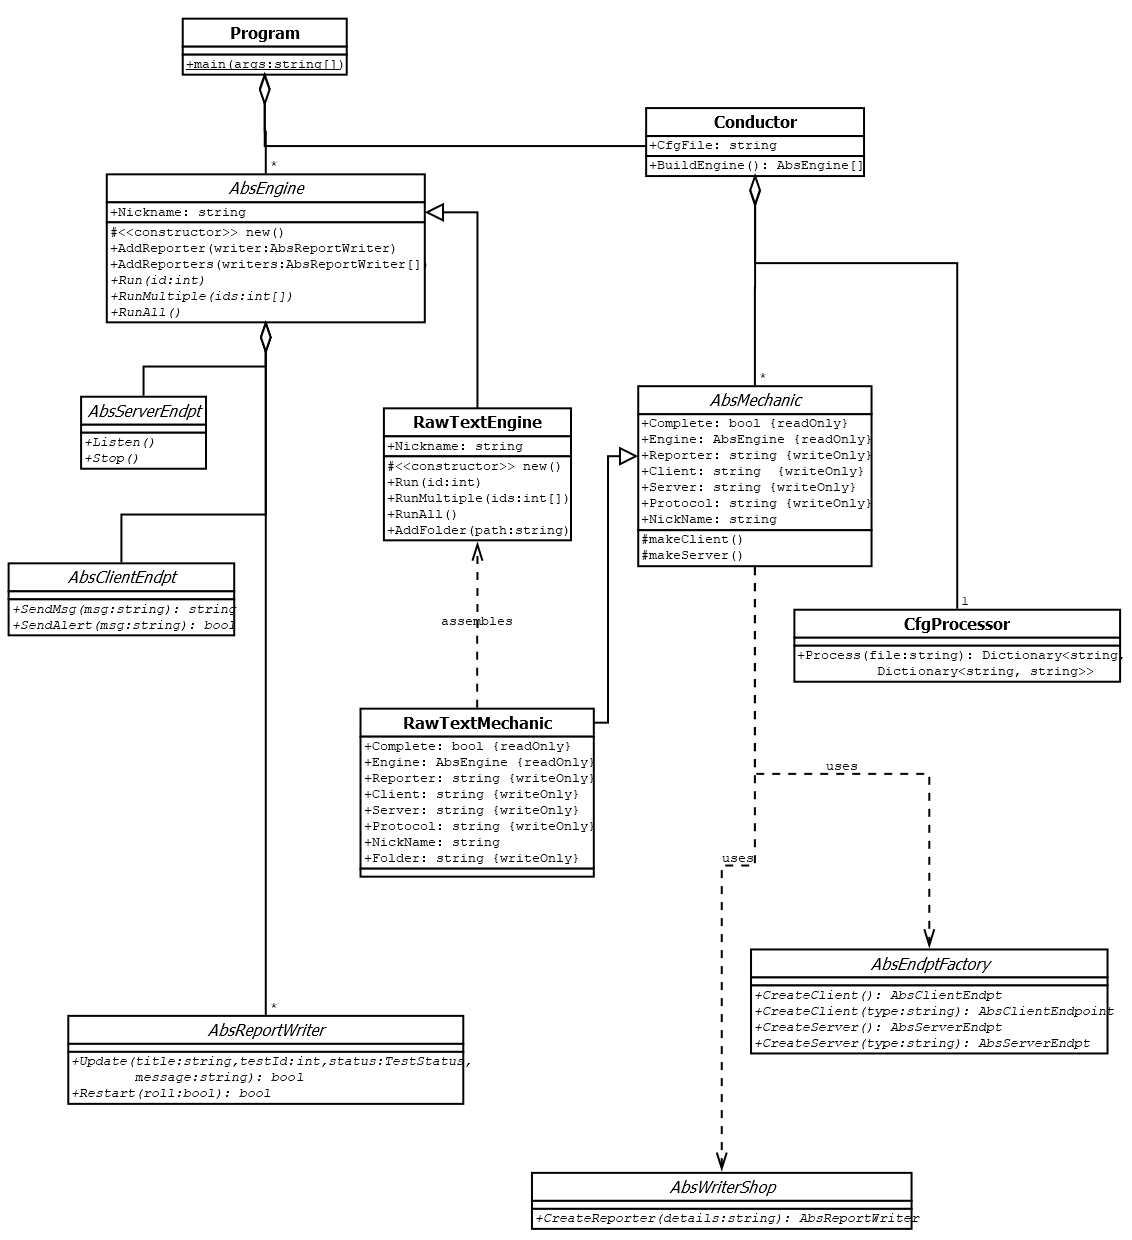 Program
+main(args:string[])
Conductor
+CfgFile: string
+BuildEngine(): AbsEngine[]
*
AbsEngine
+Nickname: string
#<<constructor>> new()
+AddReporter(writer:AbsReportWriter)
+AddReporters(writers:AbsReportWriter[])
+Run(id:int)
+RunMultiple(ids:int[])
+RunAll()
AbsServerEndpt
+Listen()
+Stop()
RawTextEngine
+Nickname: string
#<<constructor>> new()
+Run(id:int)
+RunMultiple(ids:int[])
+RunAll()
+AddFolder(path:string)
*
AbsMechanic
+Complete: bool {readOnly}
+Engine: AbsEngine {readOnly}
+Reporter: string {writeOnly}
+Client: string  {writeOnly}
+Server: string {writeOnly}
+Protocol: string {writeOnly}
+NickName: string
#makeClient()
#makeServer()
AbsClientEndpt
+SendMsg(msg:string): string
+SendAlert(msg:string): bool
assembles
1
CfgProcessor
+Process(file:string): Dictionary<string,
Dictionary<string, string>>
RawTextMechanic
+Complete: bool {readOnly}
+Engine: AbsEngine {readOnly}
+Reporter: string {writeOnly}
+Client: string {writeOnly}
+Server: string {writeOnly}
+Protocol: string {writeOnly}
+NickName: string
+Folder: string {writeOnly}
uses
uses
AbsEndptFactory
+CreateClient(): AbsClientEndpt
+CreateClient(type:string): AbsClientEndpoint
+CreateServer(): AbsServerEndpt
+CreateServer(type:string): AbsServerEndpt
*
AbsReportWriter
+Update(title:string,testId:int,status:TestStatus,
message:string): bool
+Restart(roll:bool): bool
AbsWriterShop
+CreateReporter(details:string): AbsReportWriter